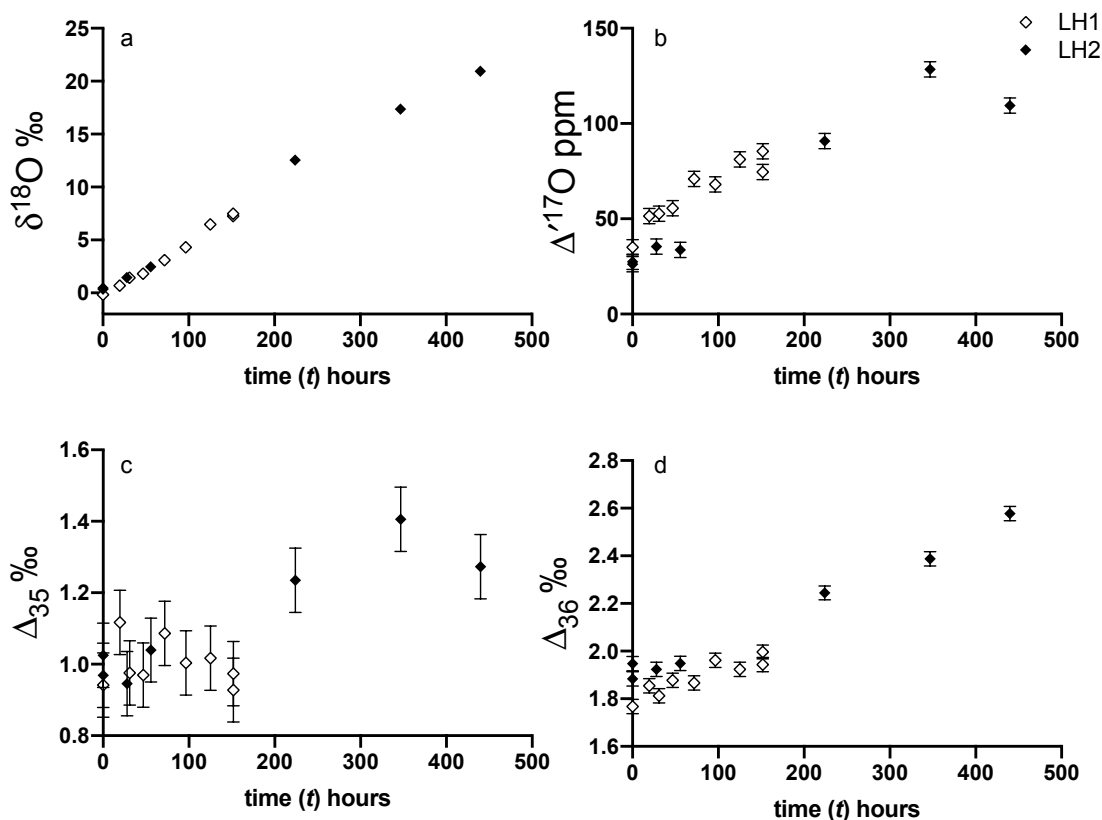 LH1
LH2
a
δ¹⁸O ‰
25
20
15
10
5
0
0 100 200 300 400 500
time (t) hours
b
Δ′¹⁷O ppm
150
100
50
0
0 100 200 300 400 500
time (t) hours
c
Δ₃₅ ‰
1.6
1.4
1.2
1.0
0.8
0 100 200 300 400 500
time (t) hours
d
Δ₃₆ ‰
2.8
2.6
2.4
2.2
2.0
1.8
1.6
0 100 200 300 400 500
time (t) hours